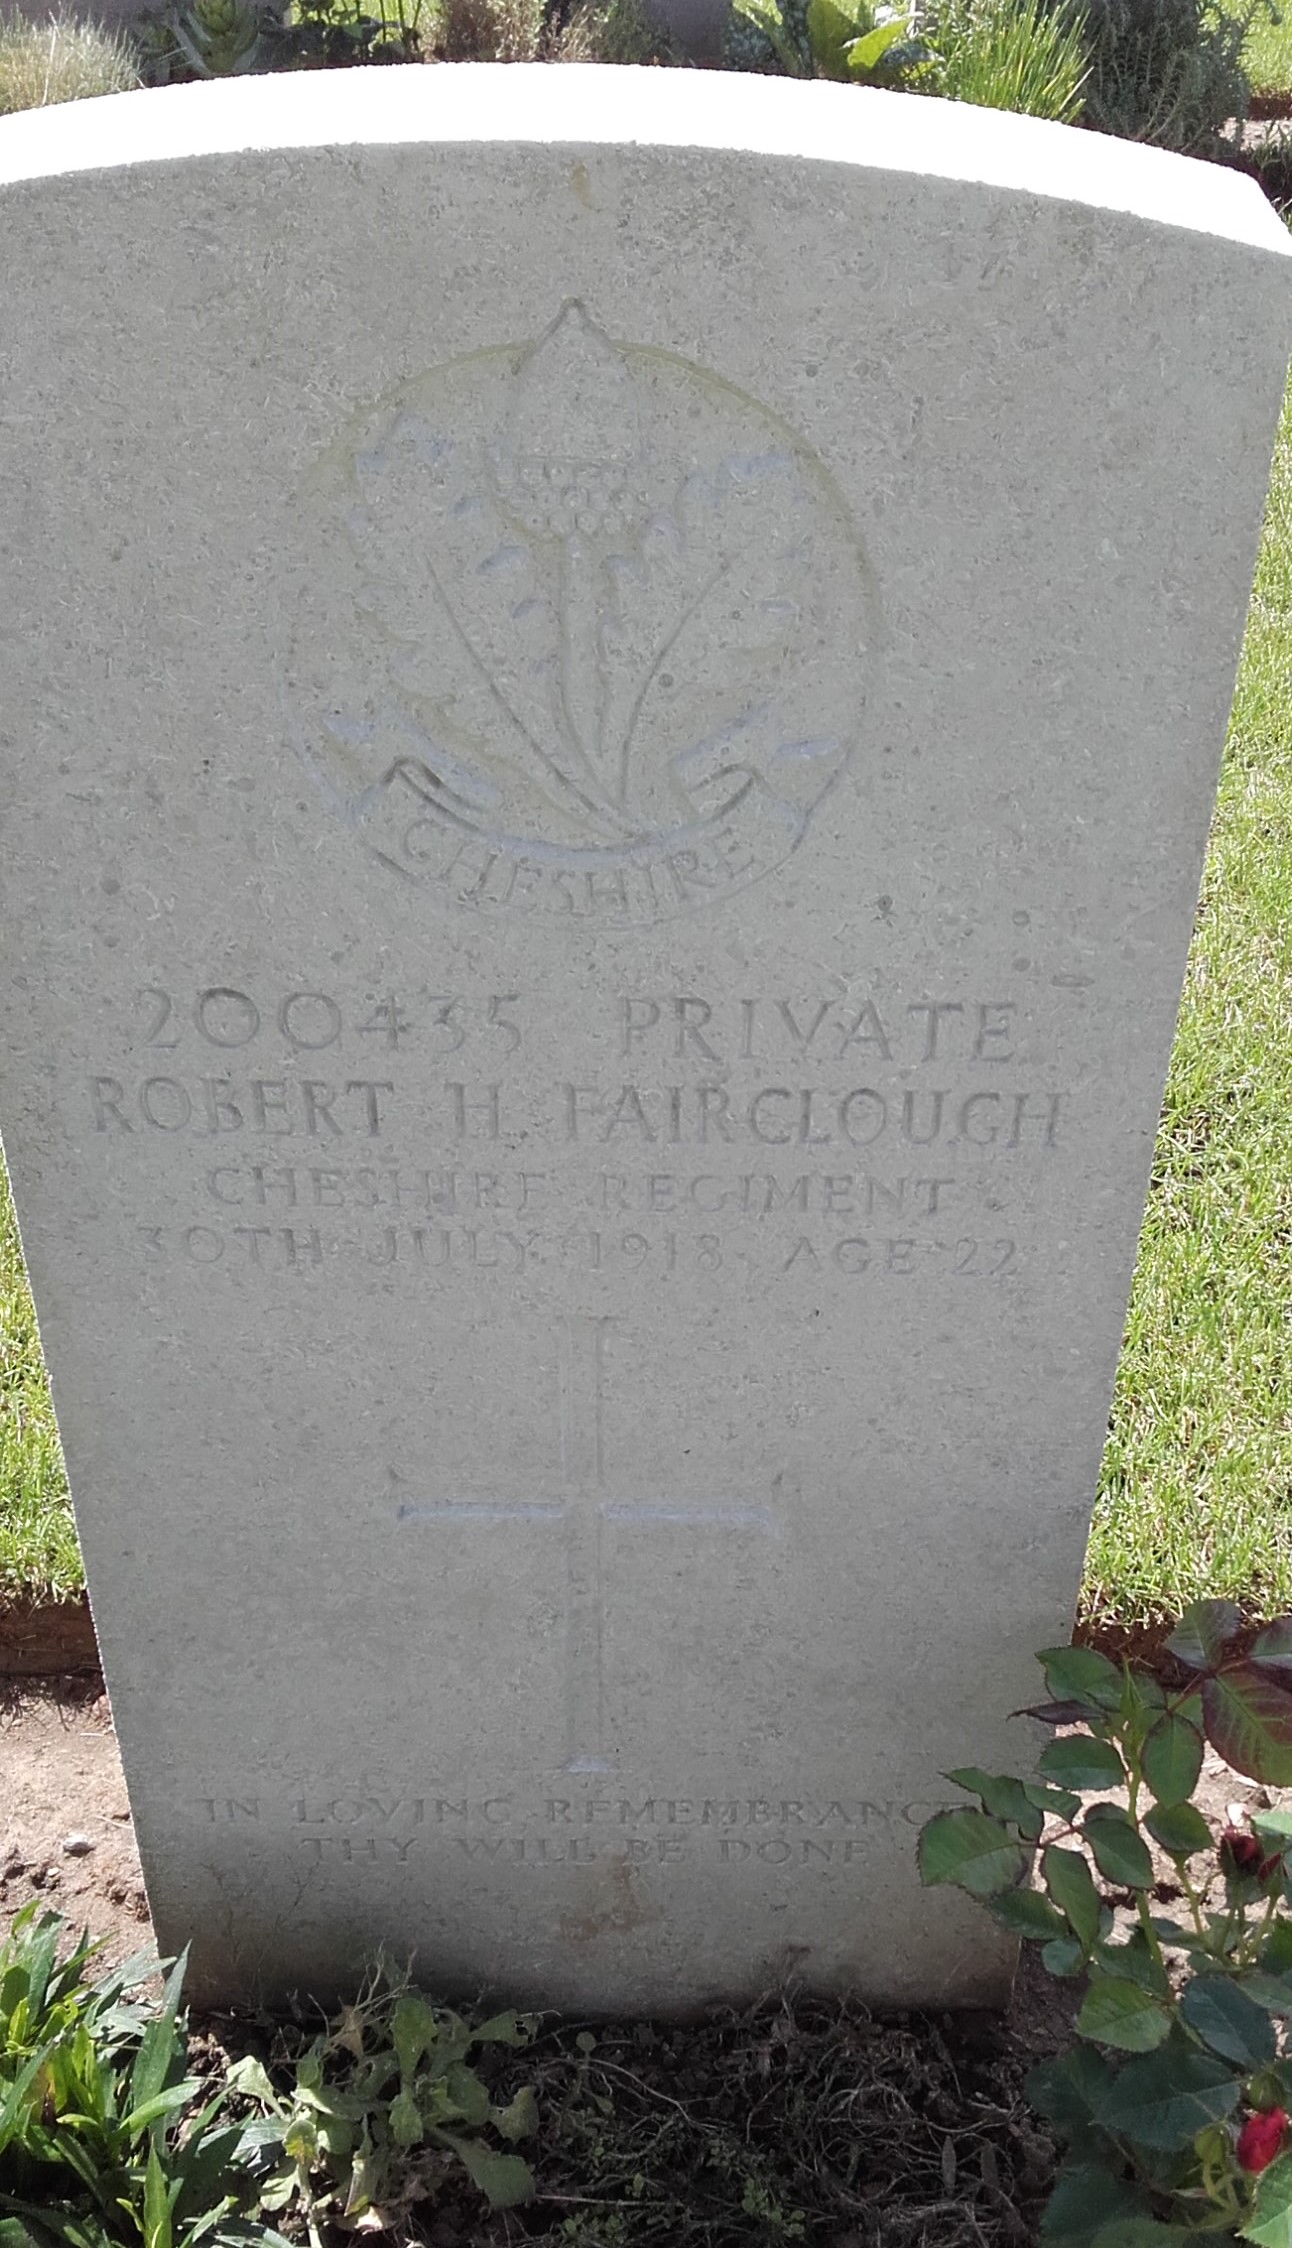 CHESHIRE
200435 PRIVATE
ROBERT H. FAIRCLOUGH
CHESHIRE REGIMENT
30TH JULY 1918 AGE 22
IN LOVING REMEMBRANCE
THY WILL BE DONE